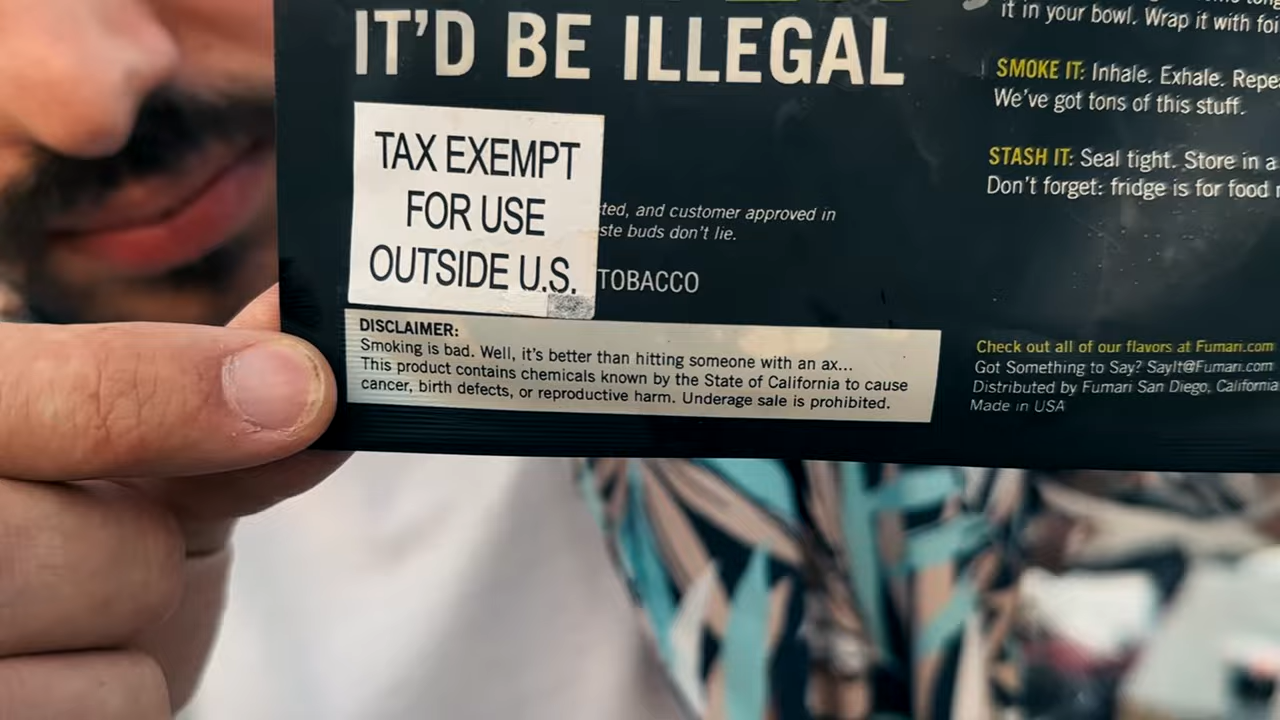 IT'D BE ILLEGAL
TAX EXEMPT
FOR USE
OUTSIDE U.S.
and customer approved in
buds don't lie.
TOBACCO
DISCLAIMER:
Smoking is bad. Well, it's better than hitting someone with an ax...
This product contains chemicals known by the State of California to cause
cancer, birth defects, or reproductive harm. Underage sale is prohibited.
it in your bowl. Wrap it with
SMOKE IT: Inhale. Exhale.
We've got tons of this stuff.
STASH IT: Seal tight. Store in a
Don't forget: fridge is for food
Check out all of our flavors at Fumari.com
Got Something to Say? SayIt@Fumari.com
Distributed by Fumari San Diego, California
Made in USA